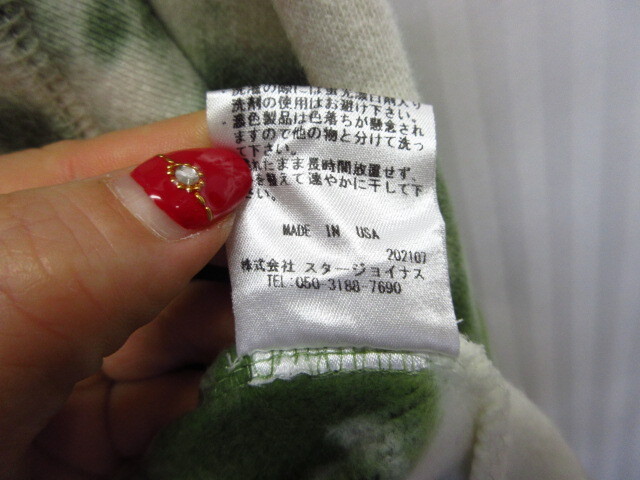 洗濯の際には蛍光漂白剤入り
洗剤の使用はお避け下さい。
・濃色製品は色落ちが懸念され
ますので他の物と分けて洗っ
て下さい。
れたまま長時間放置せず、
を整えて速やかに干して下
さい。
MADE IN USA
202107
株式会社 スタージョイナス
TEL:050-3188-7690